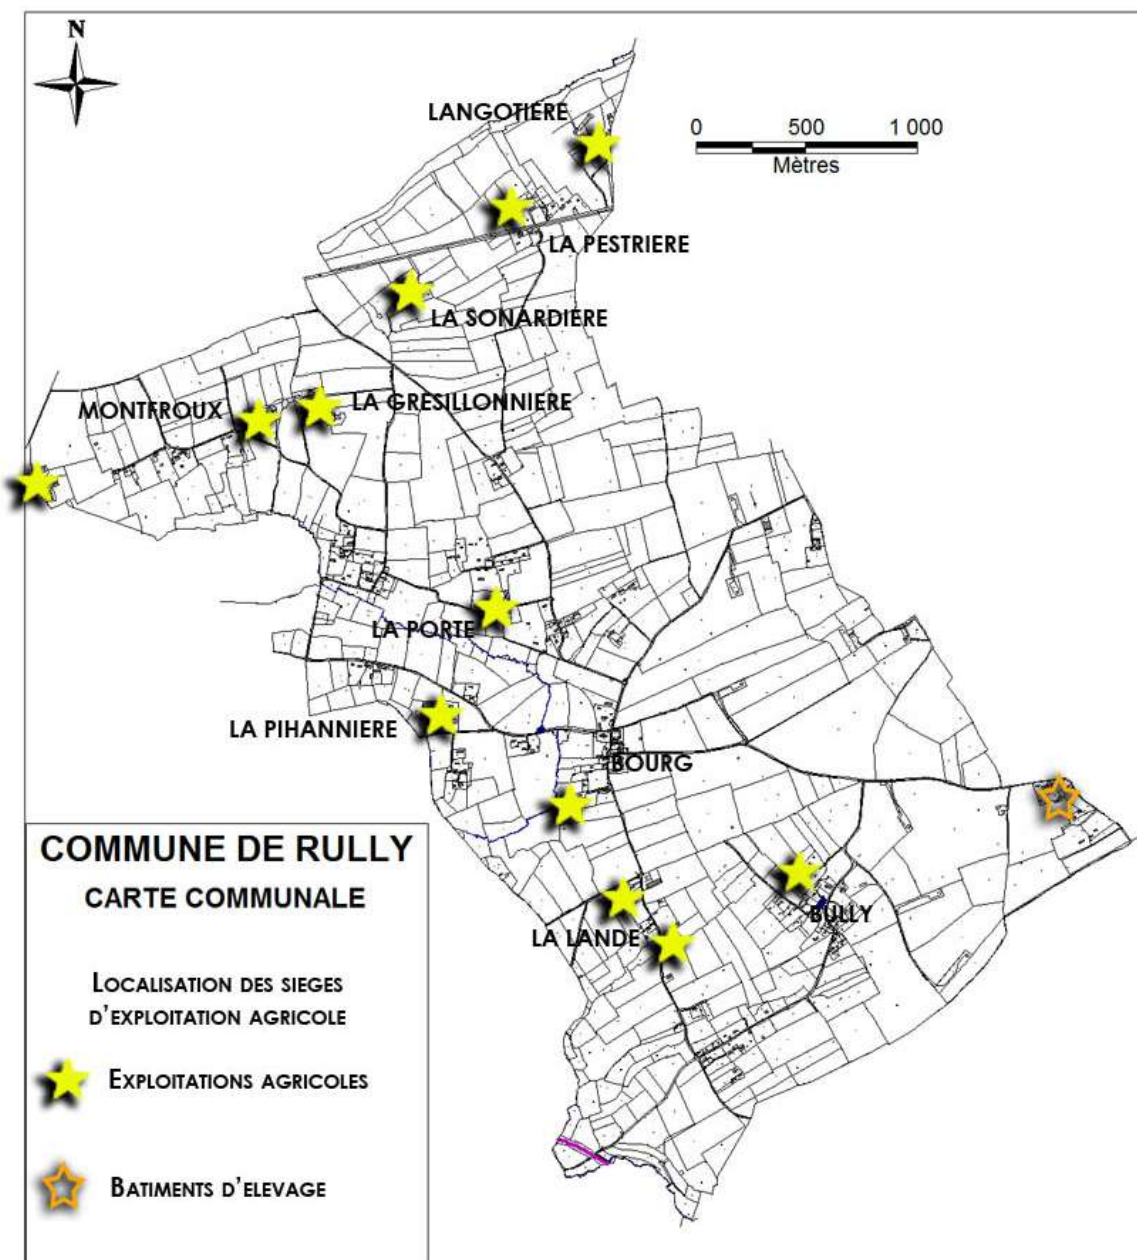 N
LANGOTIERE
0 500 1 000
Mètres
LA PESTRIERE
LA SONARDIERE
MONTFROUX
LA GRESILLONNIERE
LA PORTE
LA PIHANNIERE
BOURG
BULLY
LA LANDE
COMMUNE DE RULLY
CARTE COMMUNALE
LOCALISATION DES SIEGES
D'EXPLOITATION AGRICOLE
EXPLOITATIONS AGRICOLES
BATIMENTS D'ELEVAGE